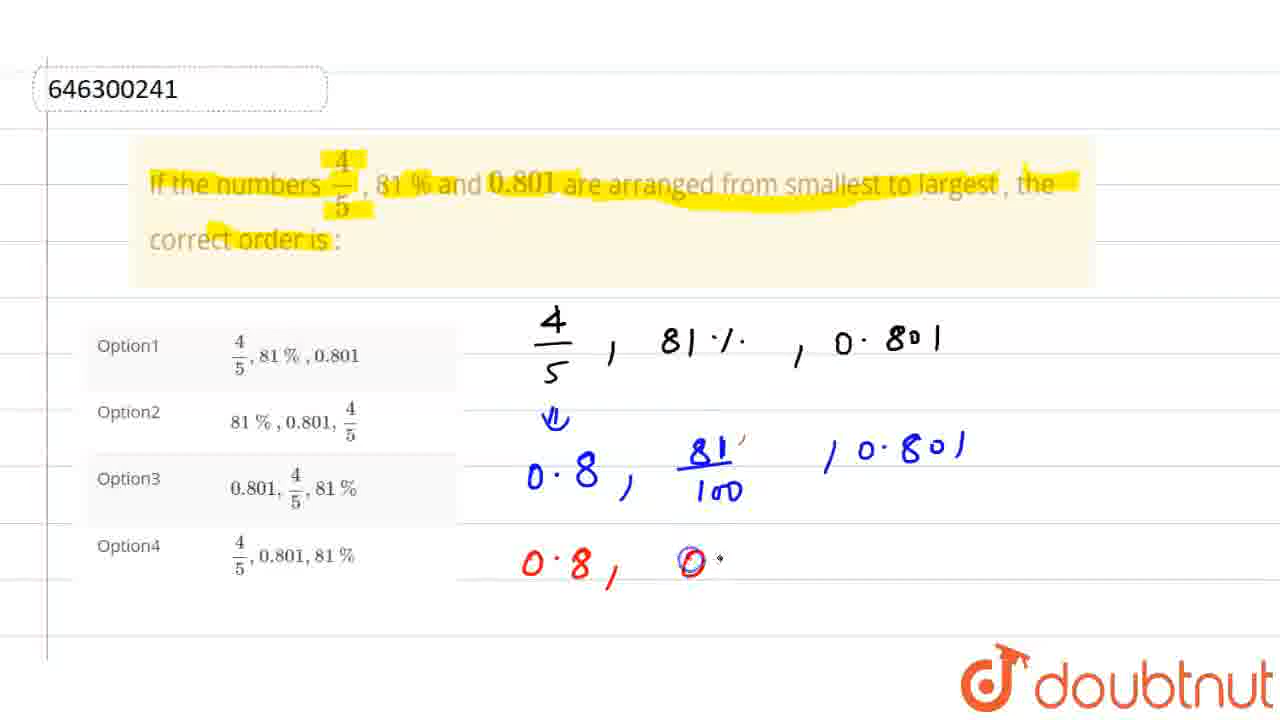 646300241
If the numbers 4/5, 81 % and 0.801 are arranged from smallest to largest , the
correct order is :
Option1 4/5, 81 % , 0.801
Option2 81 % , 0.801, 4/5
Option3 0.801, 4/5, 81 %
Option4 4/5, 0.801, 81 %
4/5 , 81 % , 0.801
0.8 , 81/100 , 0.801
0.8 , 0.
doubtnut